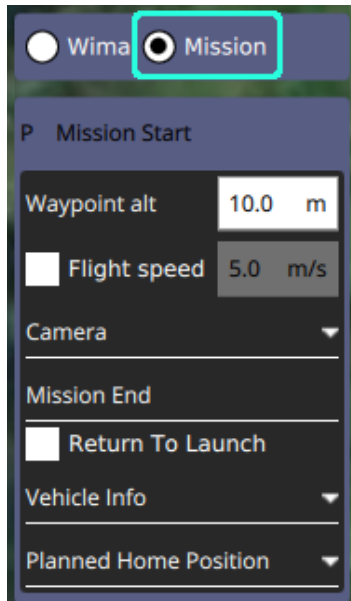 Wima Mission
P Mission Start
Waypoint alt 10.0 m
Flight speed 5.0 m/s
Camera
Mission End
Return To Launch
Vehicle Info
Planned Home Position